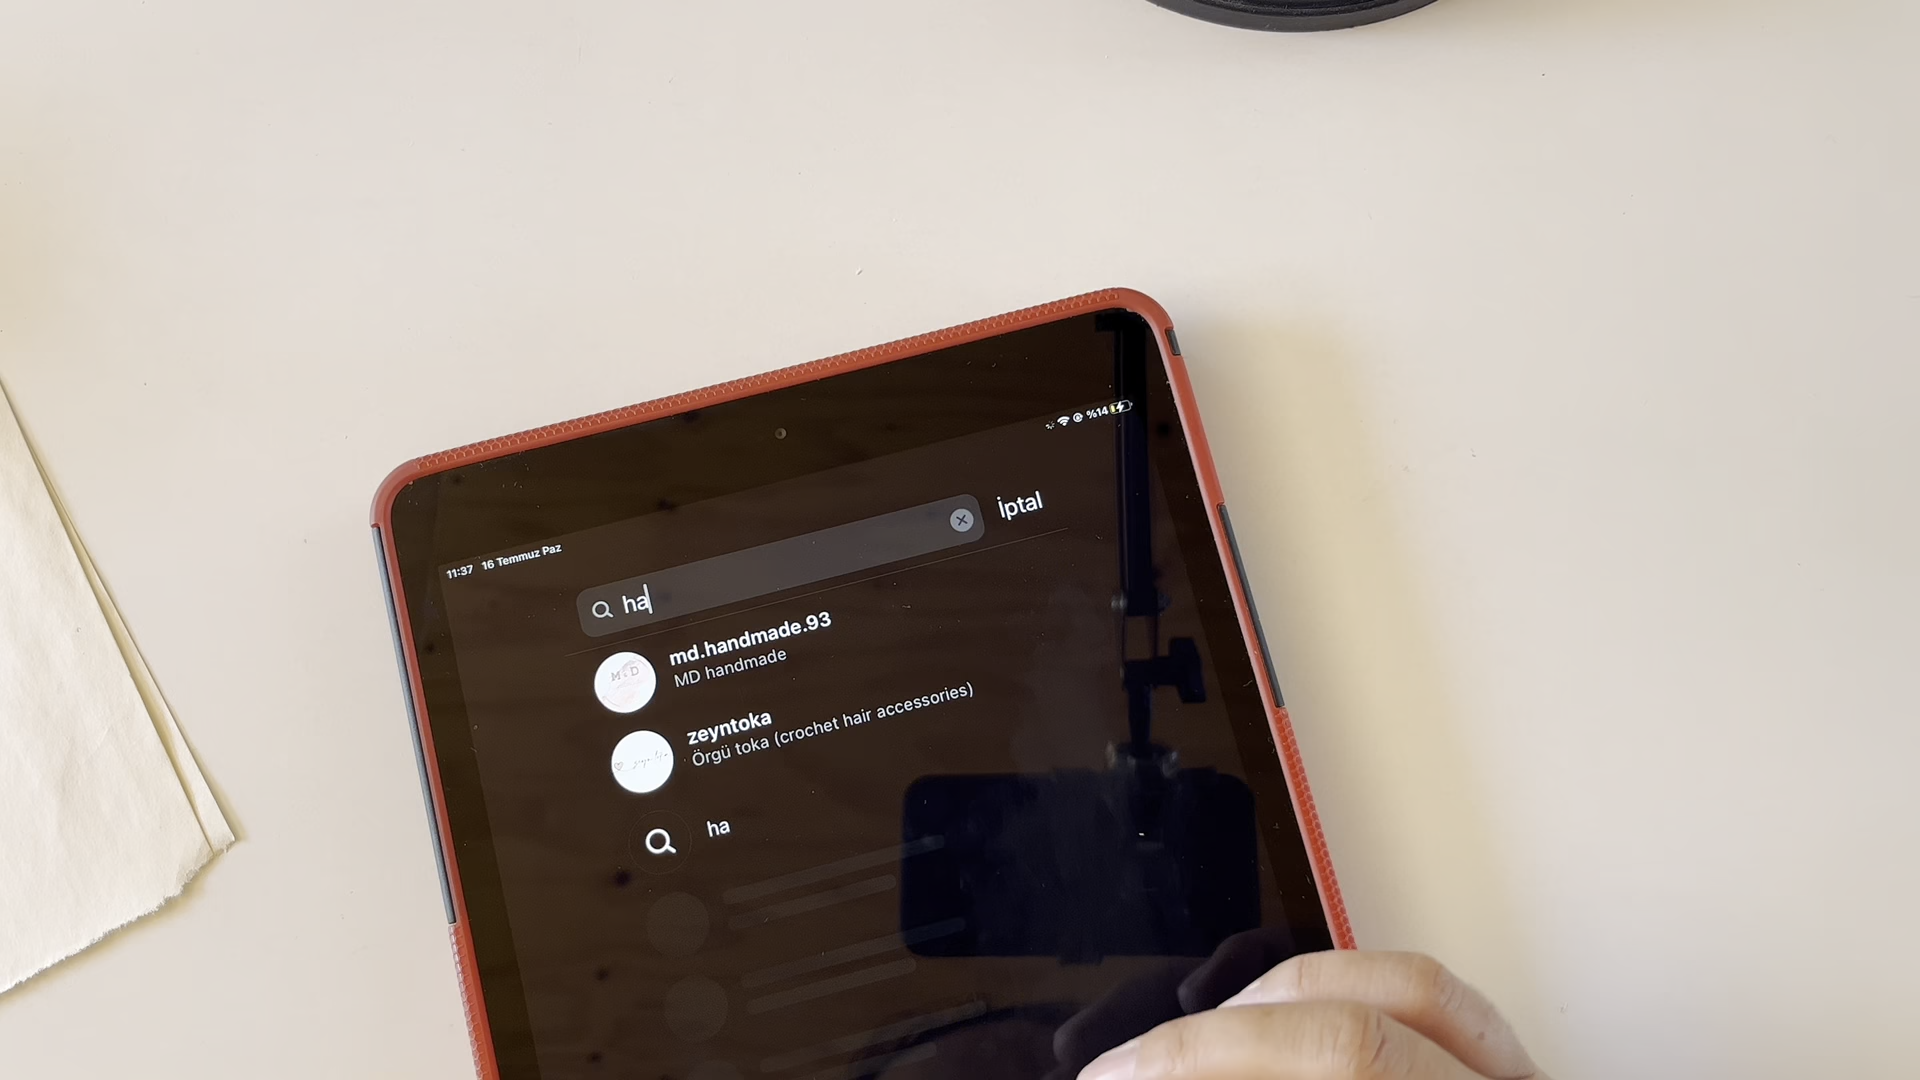 11:37 16 Temmuz Paz
%14
ha
İptal
md.handmade.93
MD handmade
zeyntoka
Örgü toka (crochet hair accessories)
ha